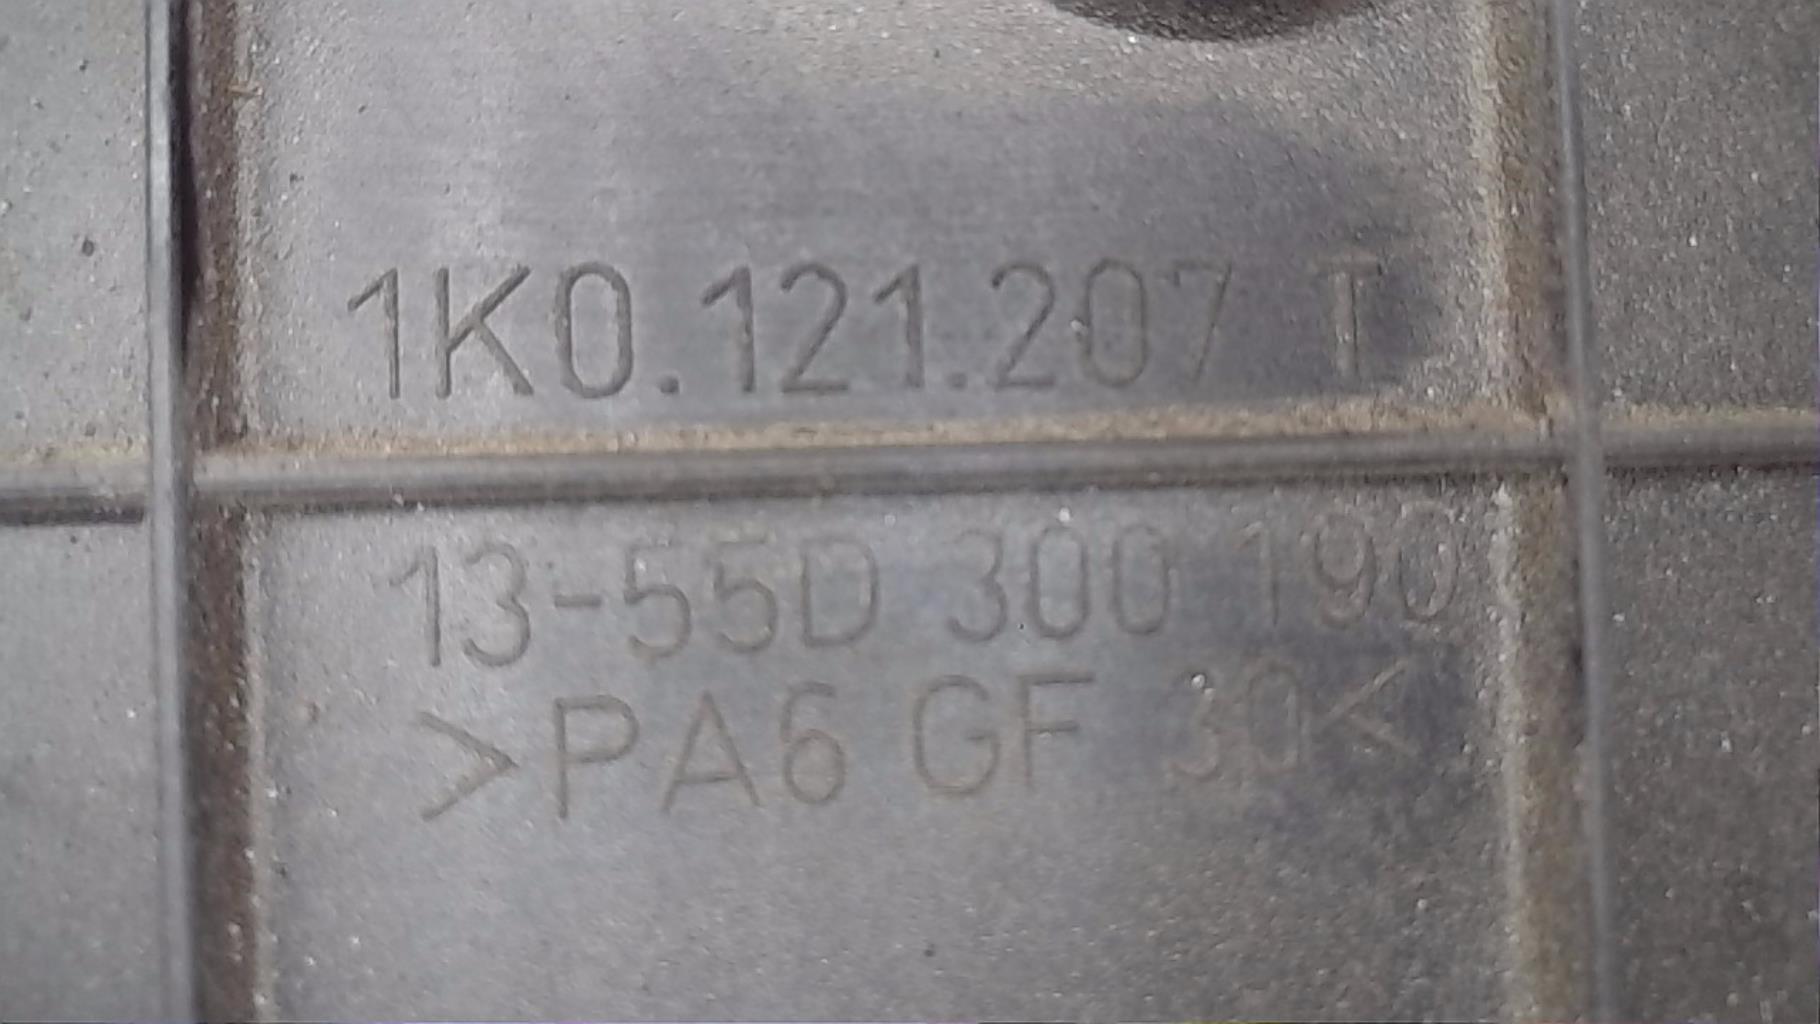 1K0.121.207 T
13-55D 300 190
>PA6 GF 30<